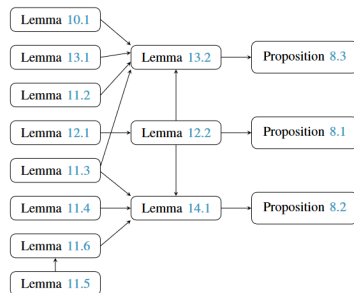 Lemma 10.1
Lemma 13.1
Lemma 13.2
Proposition 8.3
Lemma 11.2
Lemma 12.1
Lemma 12.2
Proposition 8.1
Lemma 11.3
Lemma 11.4
Lemma 14.1
Proposition 8.2
Lemma 11.6
Lemma 11.5